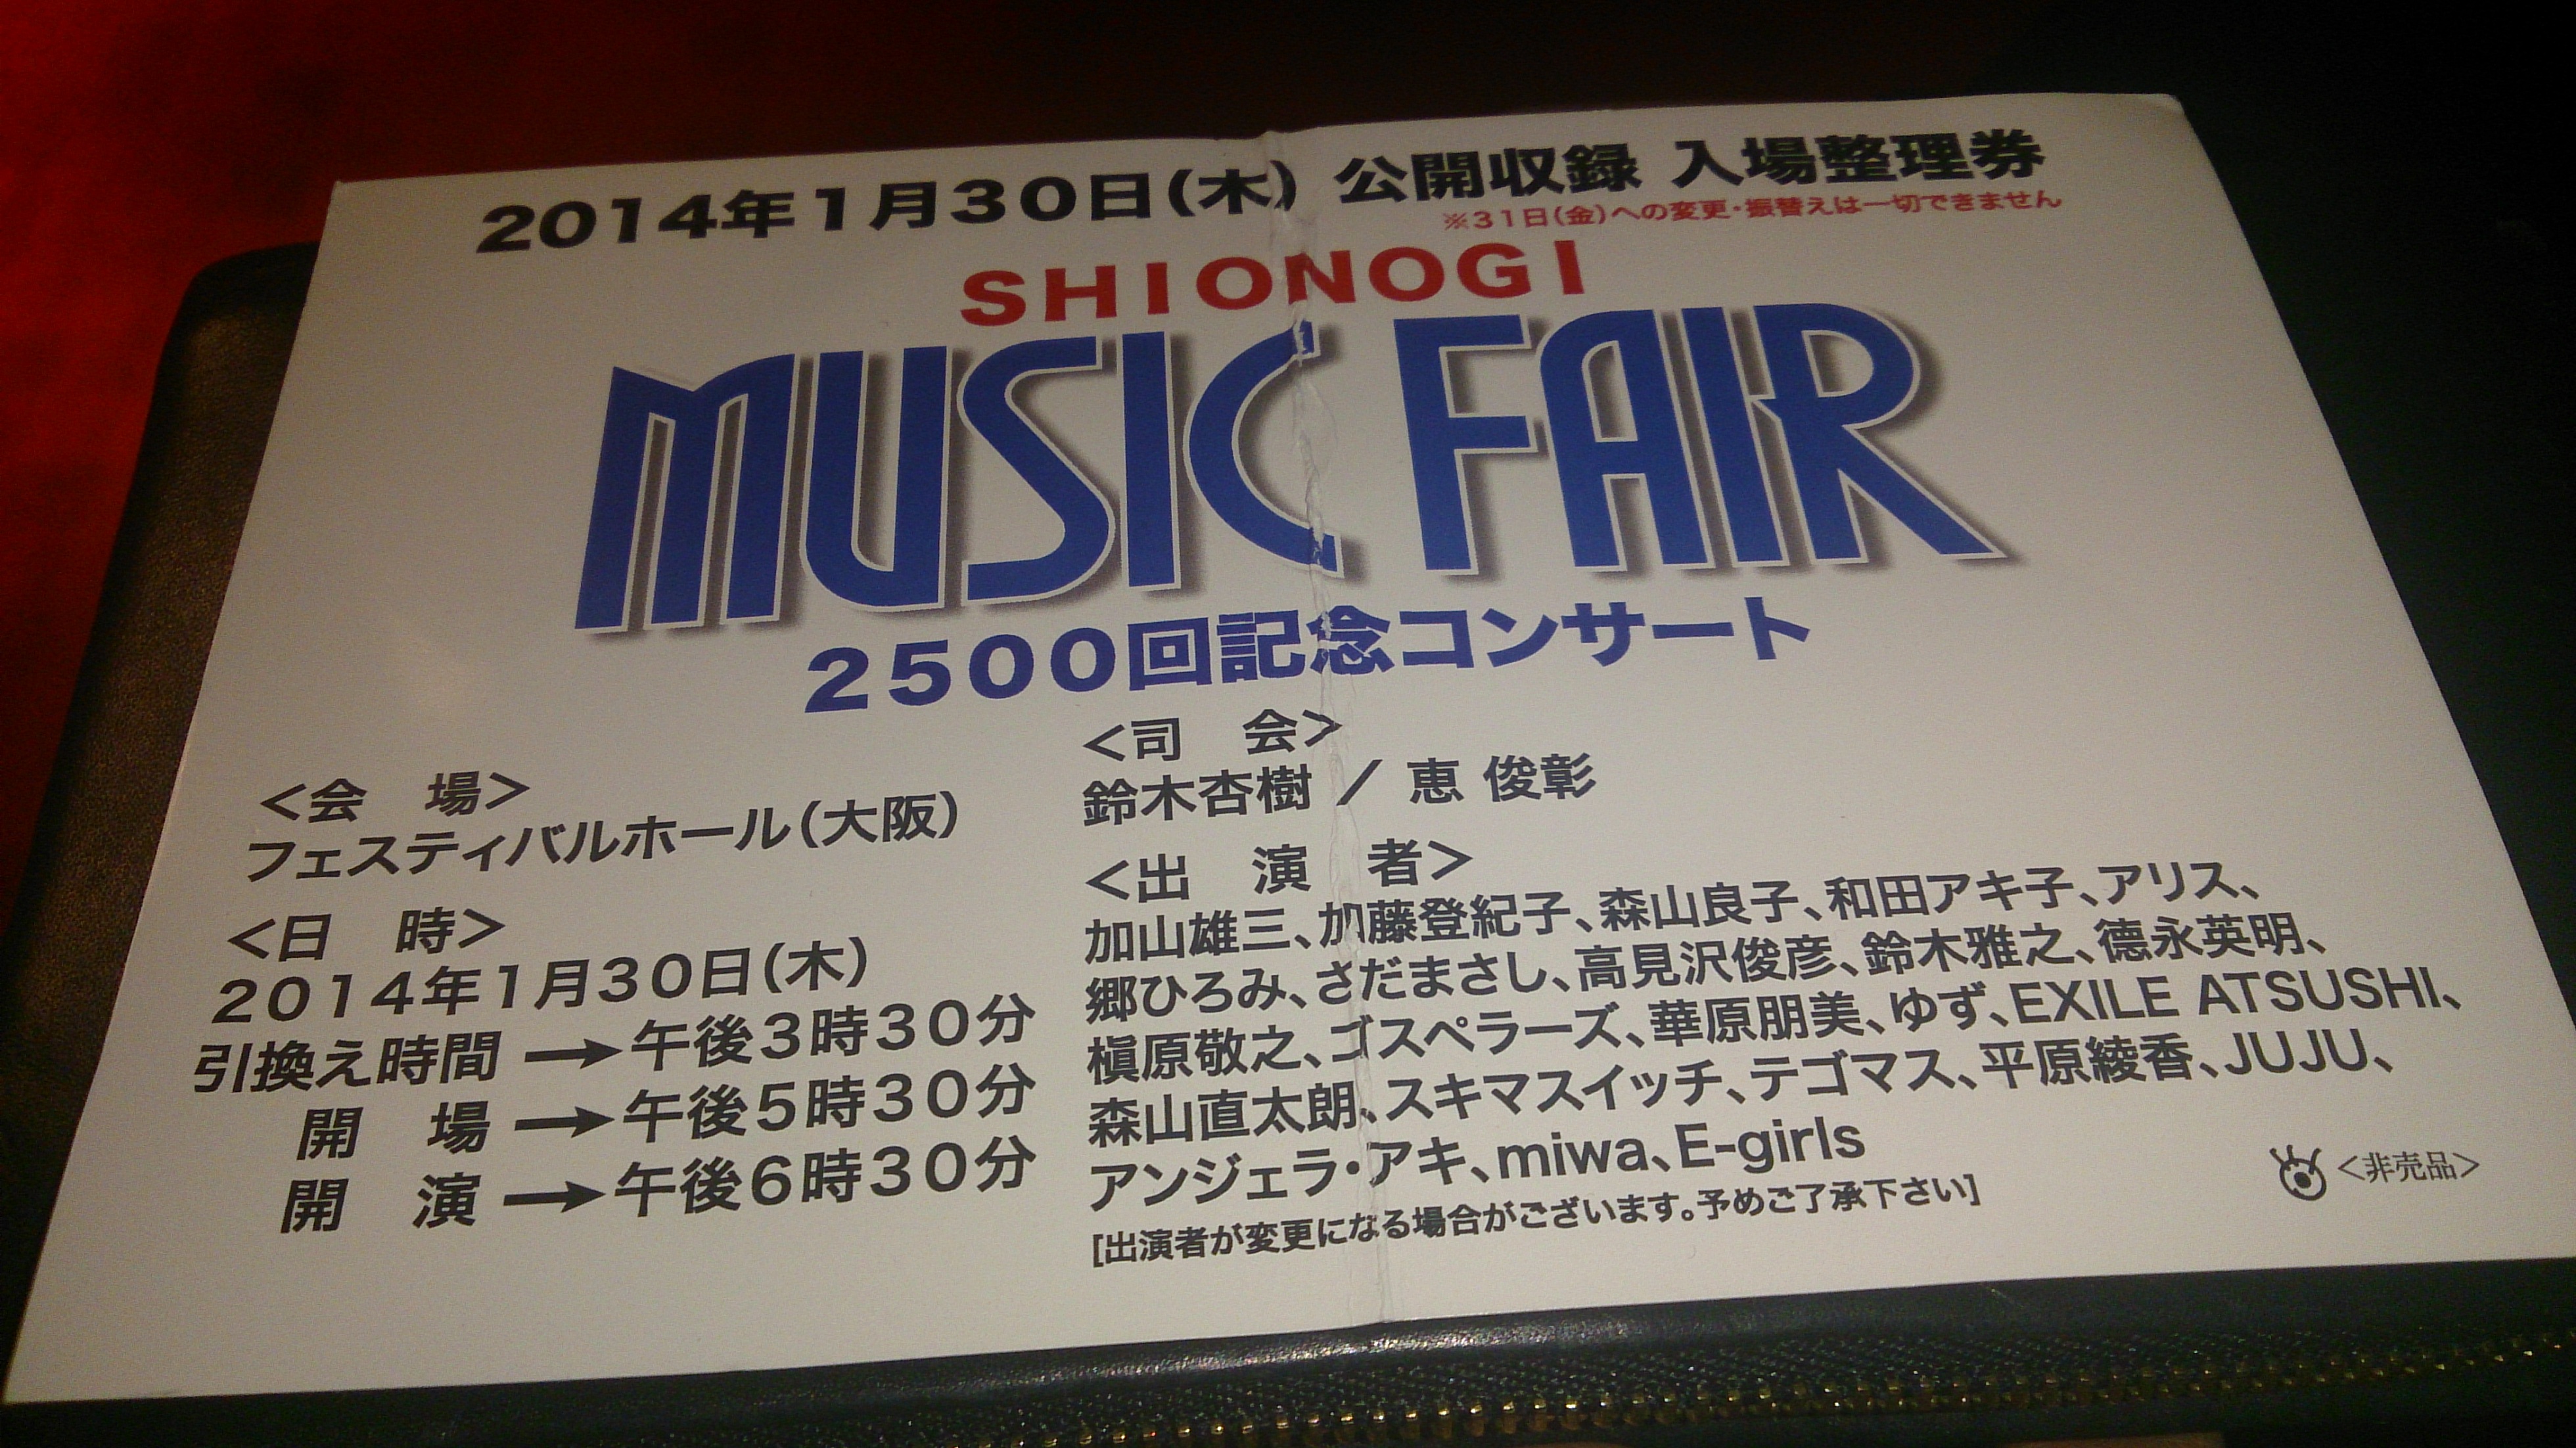 2014年1月30日(木) 公開収録 入場整理券
※31日(金)への変更・振替えは一切できません
SHIONOGI
MUSIC FAIR
2500回記念コンサート
<会　場>
フェスティバルホール(大阪)
<日　時>
2014年1月30日(木)
引換え時間 → 午後3時30分
開　場 → 午後5時30分
開　演 → 午後6時30分
<司　会>
鈴木杏樹 / 恵 俊彰
<出　演　者>
加山雄三、加藤登紀子、森山良子、和田アキ子、アリス、
郷ひろみ、さだまさし、高見沢俊彦、鈴木雅之、德永英明、
槇原敬之、ゴスペラーズ、華原朋美、ゆず、EXILE ATSUSHI、
森山直太朗、スキマスイッチ、テゴマス、平原綾香、JUJU、
アンジェラ・アキ、miwa、E-girls
[出演者が変更になる場合がございます。予めご了承下さい]
<非売品>